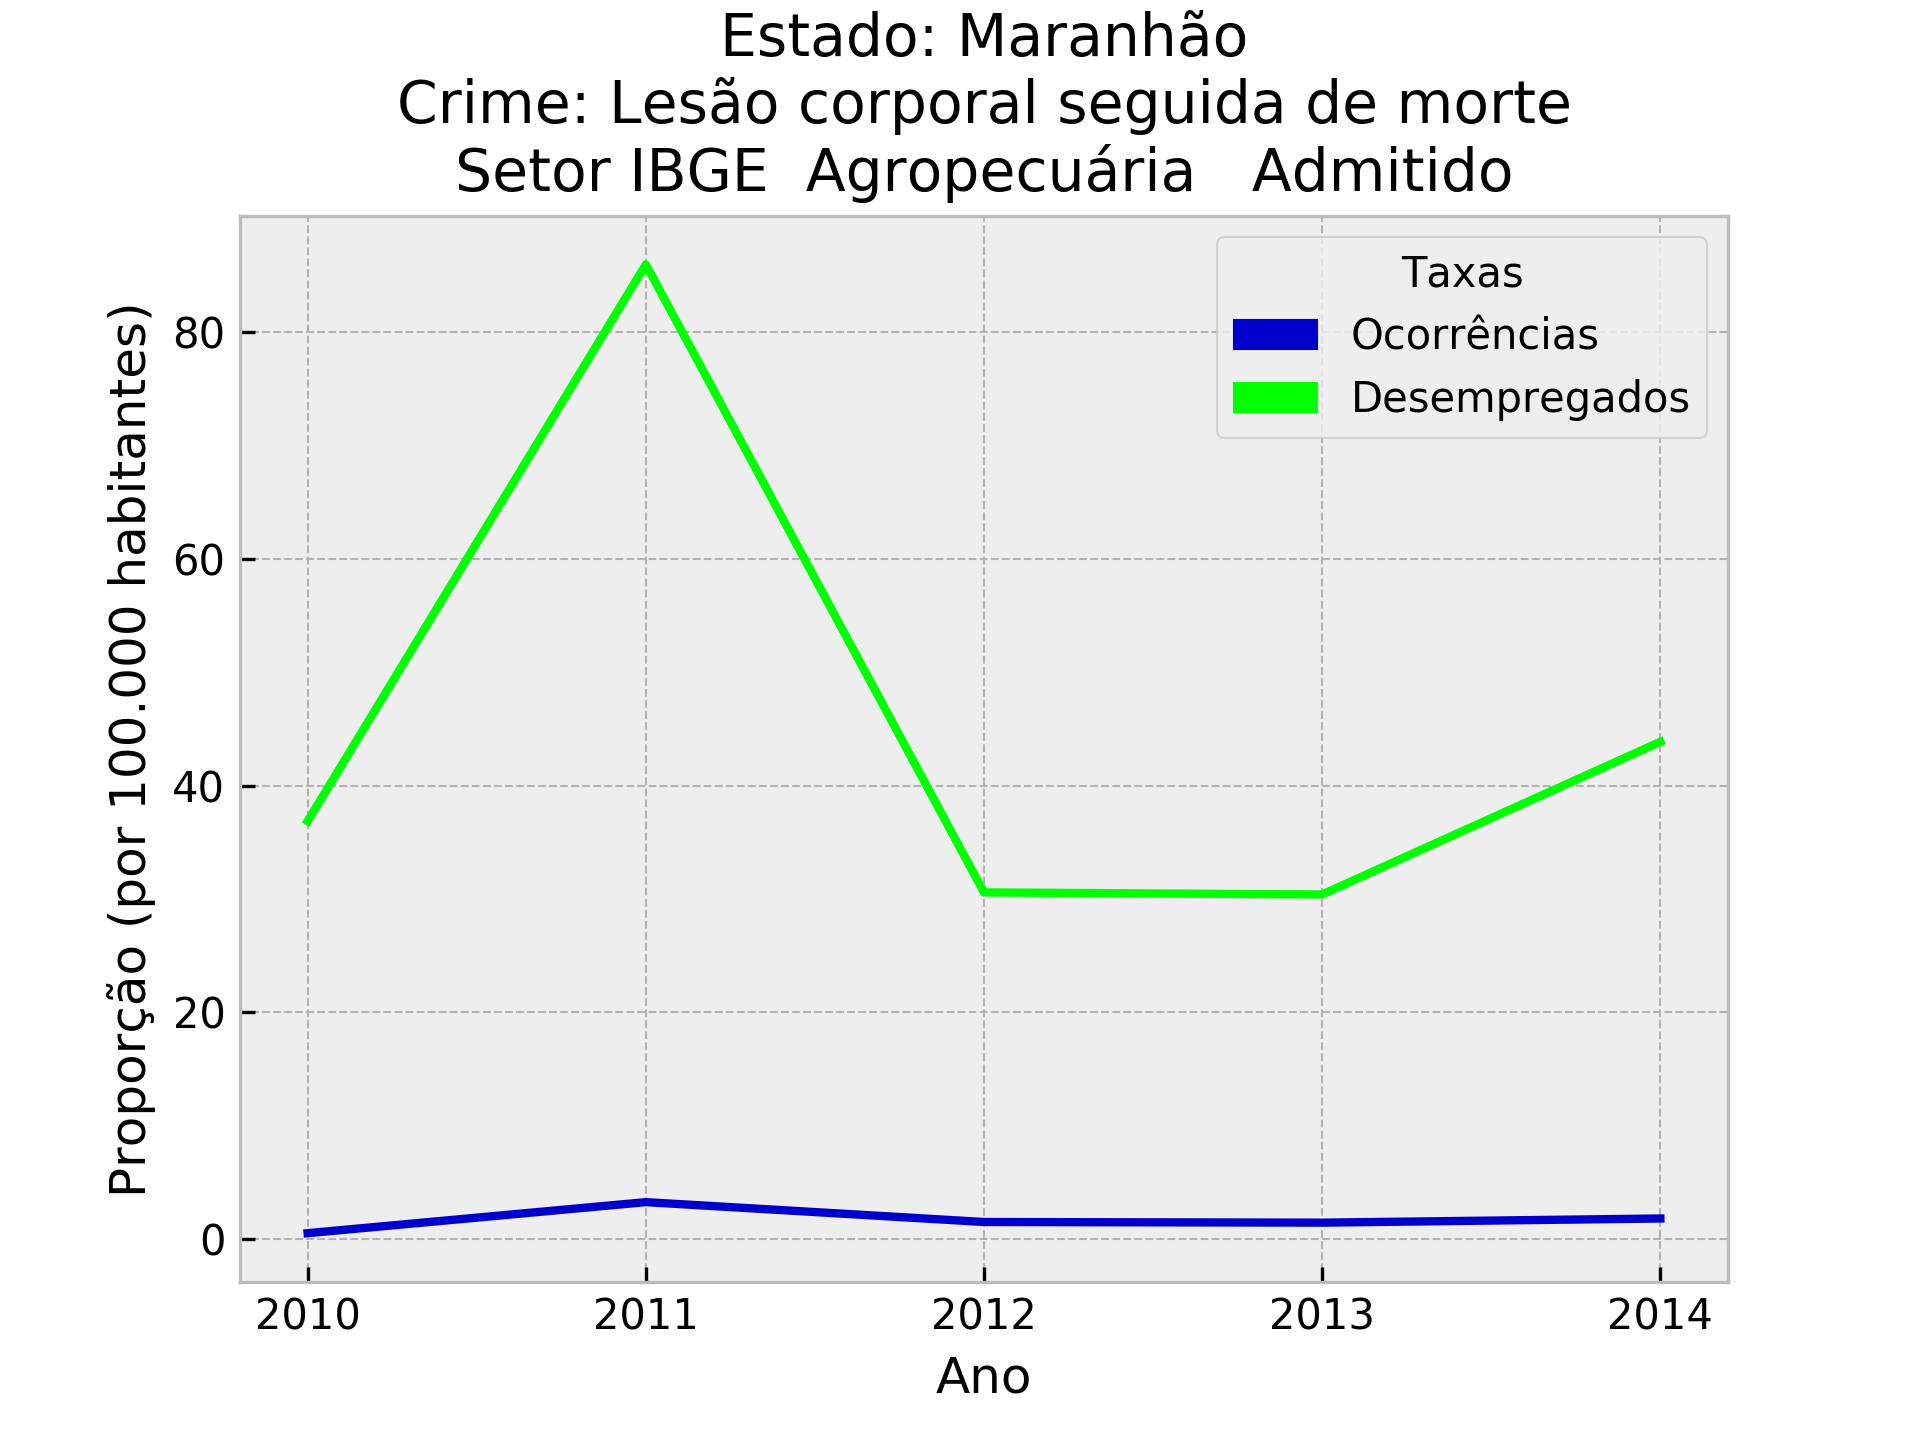 Estado: Maranhão
Crime: Lesão corporal seguida de morte
Setor IBGE  Agropecuária   Admitido
Taxas
Ocorrências
Desempregados
Proporção (por 100.000 habitantes)
80
60
40
20
0
2010 2011 2012 2013 2014
Ano